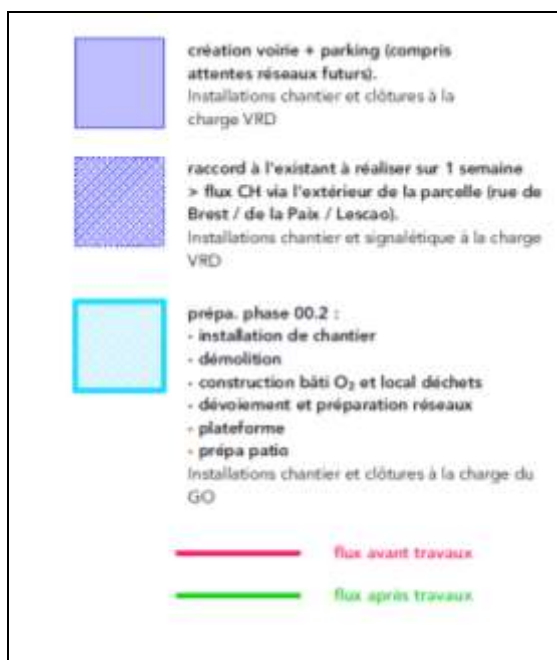 création voirie + parking (compris
attentes réseaux futurs).
Installations chantier et clôtures à la
charge VRD
raccord à l'existant à réaliser sur 1 semaine
> flux CH via l'extérieur de la parcelle (rue de
Brest / de la Paix / Lescao).
Installations chantier et signalétique à la charge
VRD
prépa. phase 00.2 :
- installation de chantier
- démolition
- construction bâti O₂ et local déchets
- dévoiement et préparation réseaux
- plateforme
- prépa patio
Installations chantier et clôtures à la charge du
GO
flux avant travaux
flux après travaux